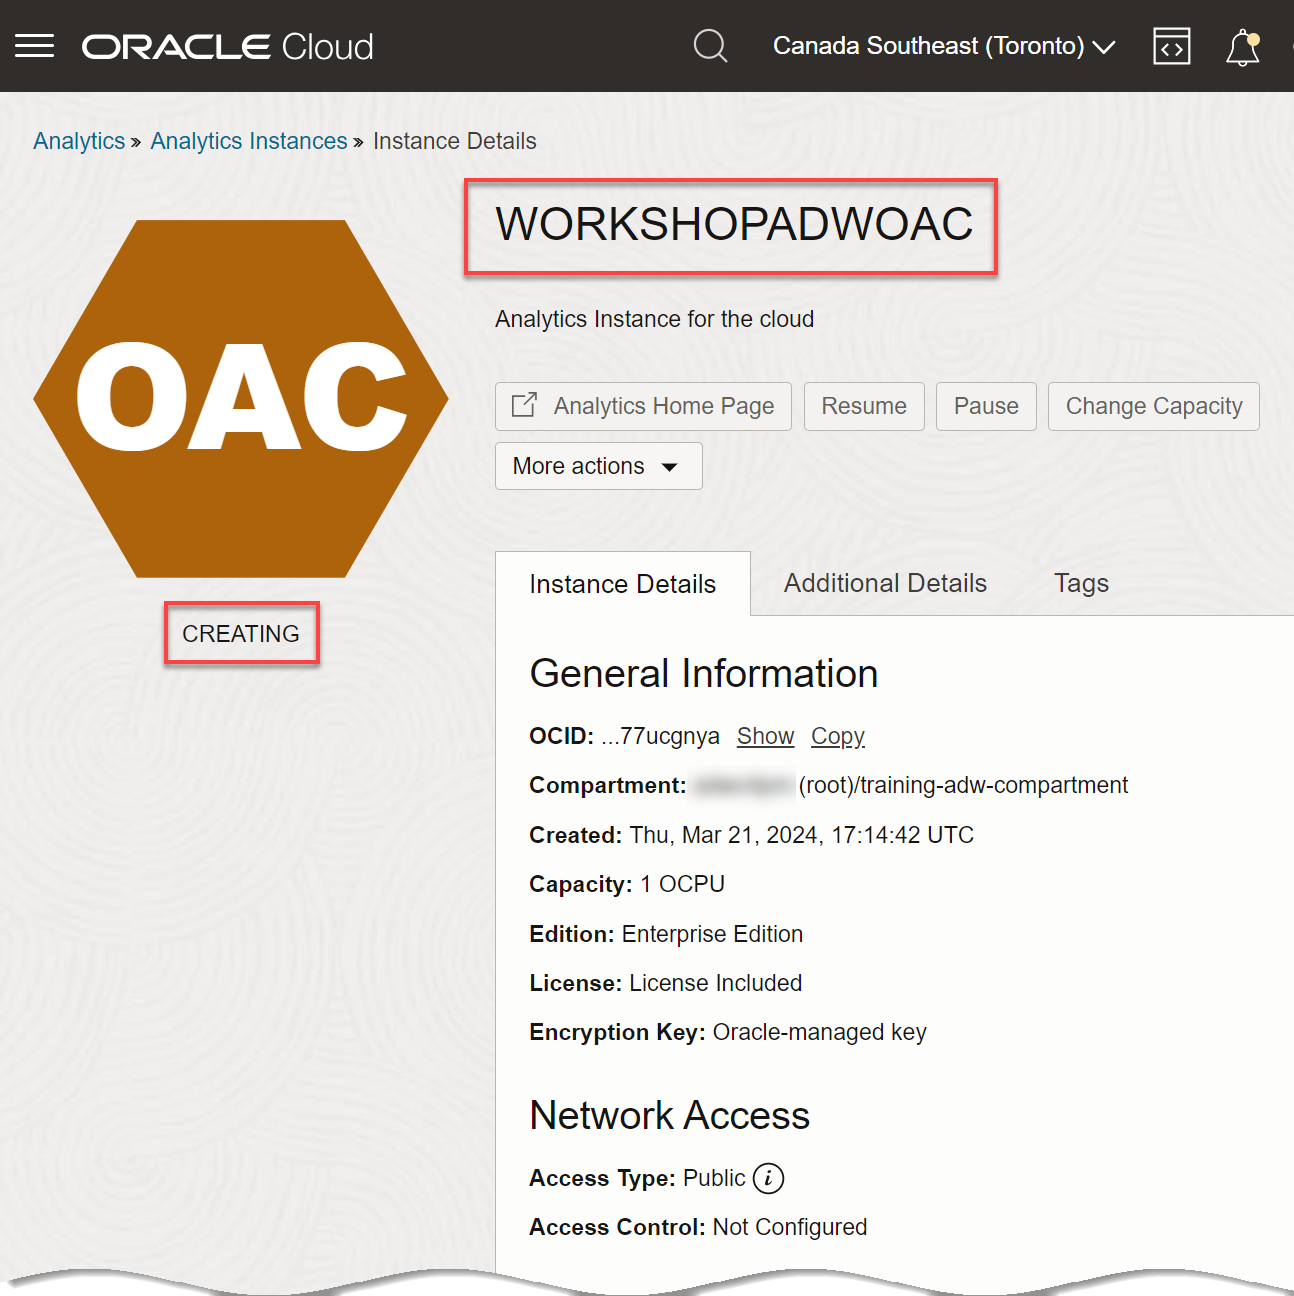 ORACLE Cloud
Canada Southeast (Toronto)
Analytics » Analytics Instances » Instance Details
WORKSHOPADWOAC
Analytics Instance for the cloud
OAC
CREATING
Analytics Home Page Resume Pause Change Capacity
More actions
Instance Details Additional Details Tags
General Information
OCID: ...77ucgnya Show Copy
Compartment: (root)/training-adw-compartment
Created: Thu, Mar 21, 2024, 17:14:42 UTC
Capacity: 1 OCPU
Edition: Enterprise Edition
License: License Included
Encryption Key: Oracle-managed key
Network Access
Access Type: Public i
Access Control: Not Configured